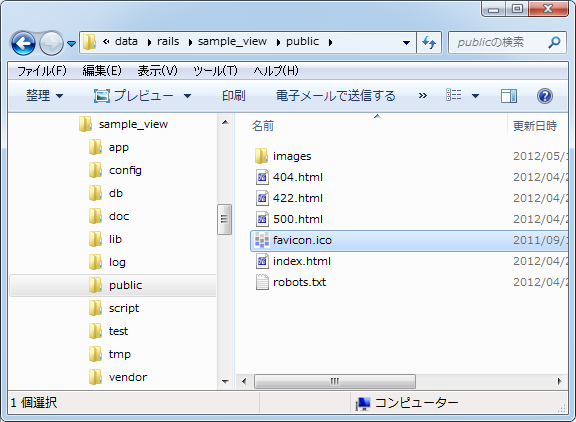 « data rails sample_view public publicの検索
ファイル(F) 編集(E) 表示(V) ツール(T) ヘルプ(H)
整理 プレビュー 印刷 電子メールで送信する »
sample_view
app
config
db
doc
lib
log
public
script
test
tmp
vendor
名前 更新日時
images 2012/05/1
404.html 2012/04/2
422.html 2012/04/2
500.html 2012/04/2
favicon.ico 2011/09/1
index.html 2012/04/2
robots.txt 2012/04/2
1 個選択 コンピューター